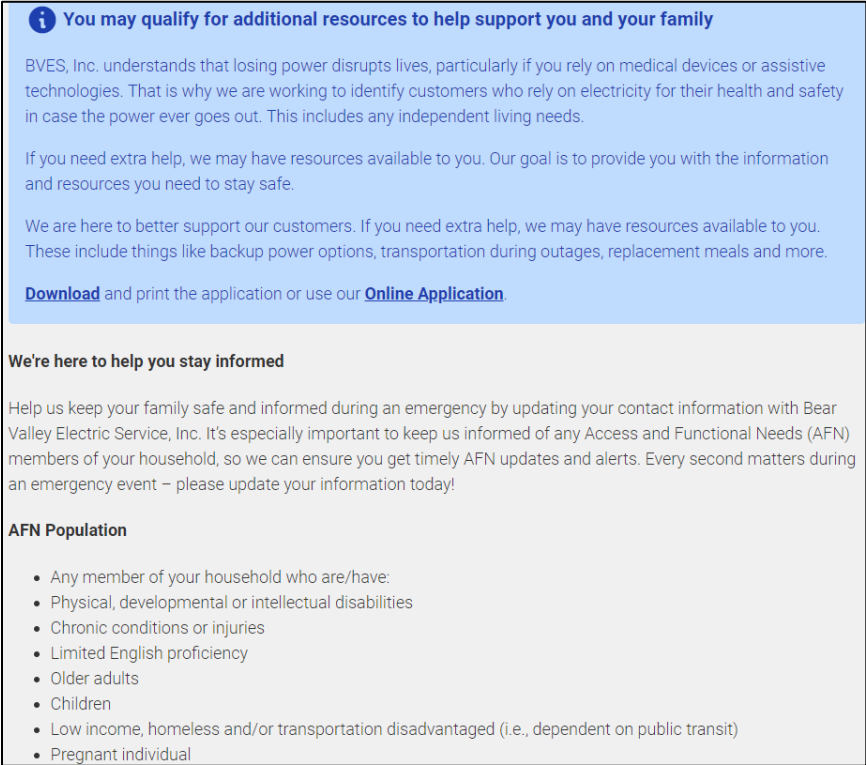 You may qualify for additional resources to help support you and your family
BVES, Inc. understands that losing power disrupts lives, particularly if you rely on medical devices or assistive
technologies. That is why we are working to identify customers who rely on electricity for their health and safety
in case the power ever goes out. This includes any independent living needs.
If you need extra help, we may have resources available to you. Our goal is to provide you with the information
and resources you need to stay safe.
We are here to better support our customers. If you need extra help, we may have resources available to you.
These include things like backup power options, transportation during outages, replacement meals and more.
Download and print the application or use our Online Application.
We're here to help you stay informed
Help us keep your family safe and informed during an emergency by updating your contact information with Bear
Valley Electric Service, Inc. It's especially important to keep us informed of any Access and Functional Needs (AFN)
members of your household, so we can ensure you get timely AFN updates and alerts. Every second matters during
an emergency event – please update your information today!
AFN Population
• Any member of your household who are/have:
• Physical, developmental or intellectual disabilities
• Chronic conditions or injuries
• Limited English proficiency
• Older adults
• Children
• Low income, homeless and/or transportation disadvantaged (i.e., dependent on public transit)
• Pregnant individual